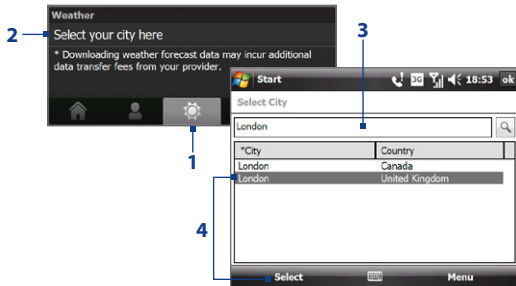 Weather
Select your city here
* Downloading weather forecast data may incur additional
data transfer fees from your provider.
2
1
3
Start 3G 18:53 ok
Select City
London
*City Country
London Canada
London United Kingdom
4
Select Menu